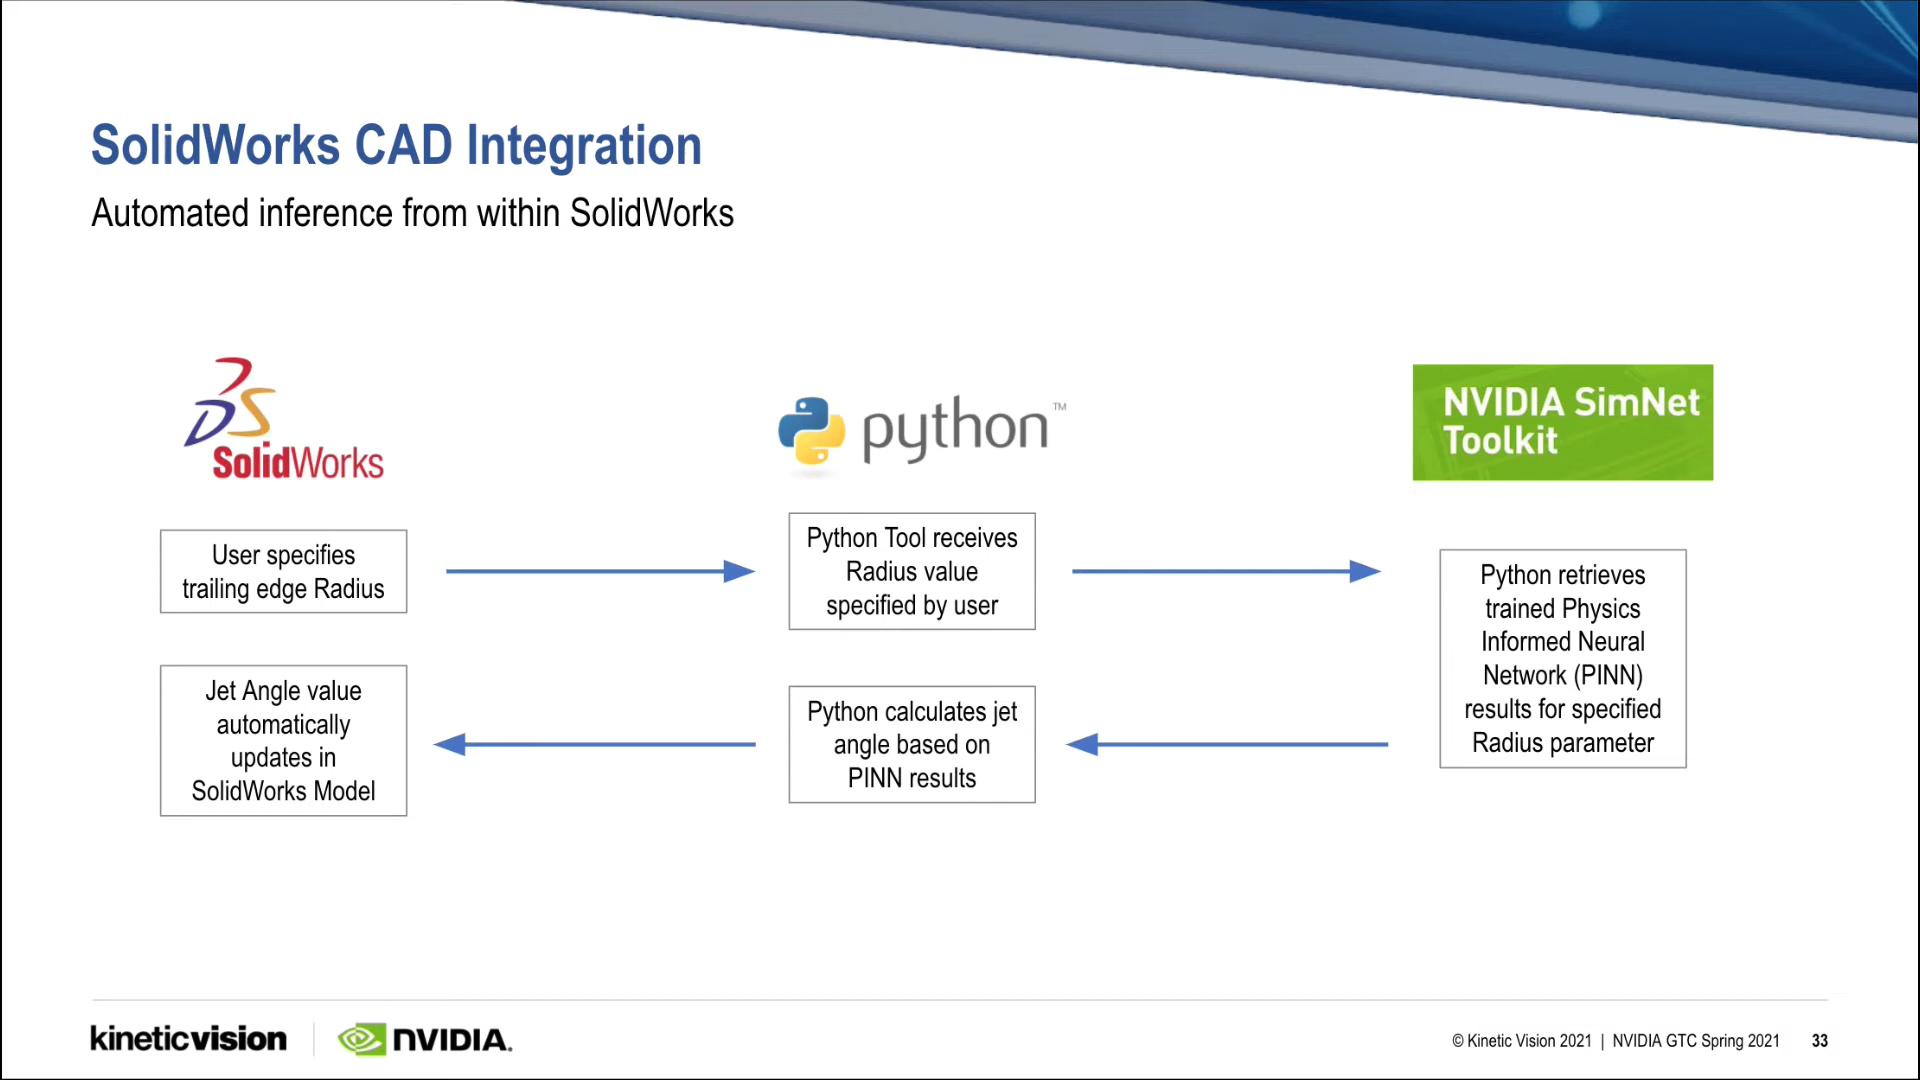 SolidWorks CAD Integration
Automated inference from within SolidWorks
SolidWorks
python™
NVIDIA SimNet
Toolkit
User specifies
trailing edge Radius
Python Tool receives
Radius value
specified by user
Python retrieves
trained Physics
Informed Neural
Network (PINN)
results for specified
Radius parameter
Jet Angle value
automatically
updates in
SolidWorks Model
Python calculates jet
angle based on
PINN results
kineticvision
NVIDIA.
© Kinetic Vision 2021 | NVIDIA GTC Spring 2021 33